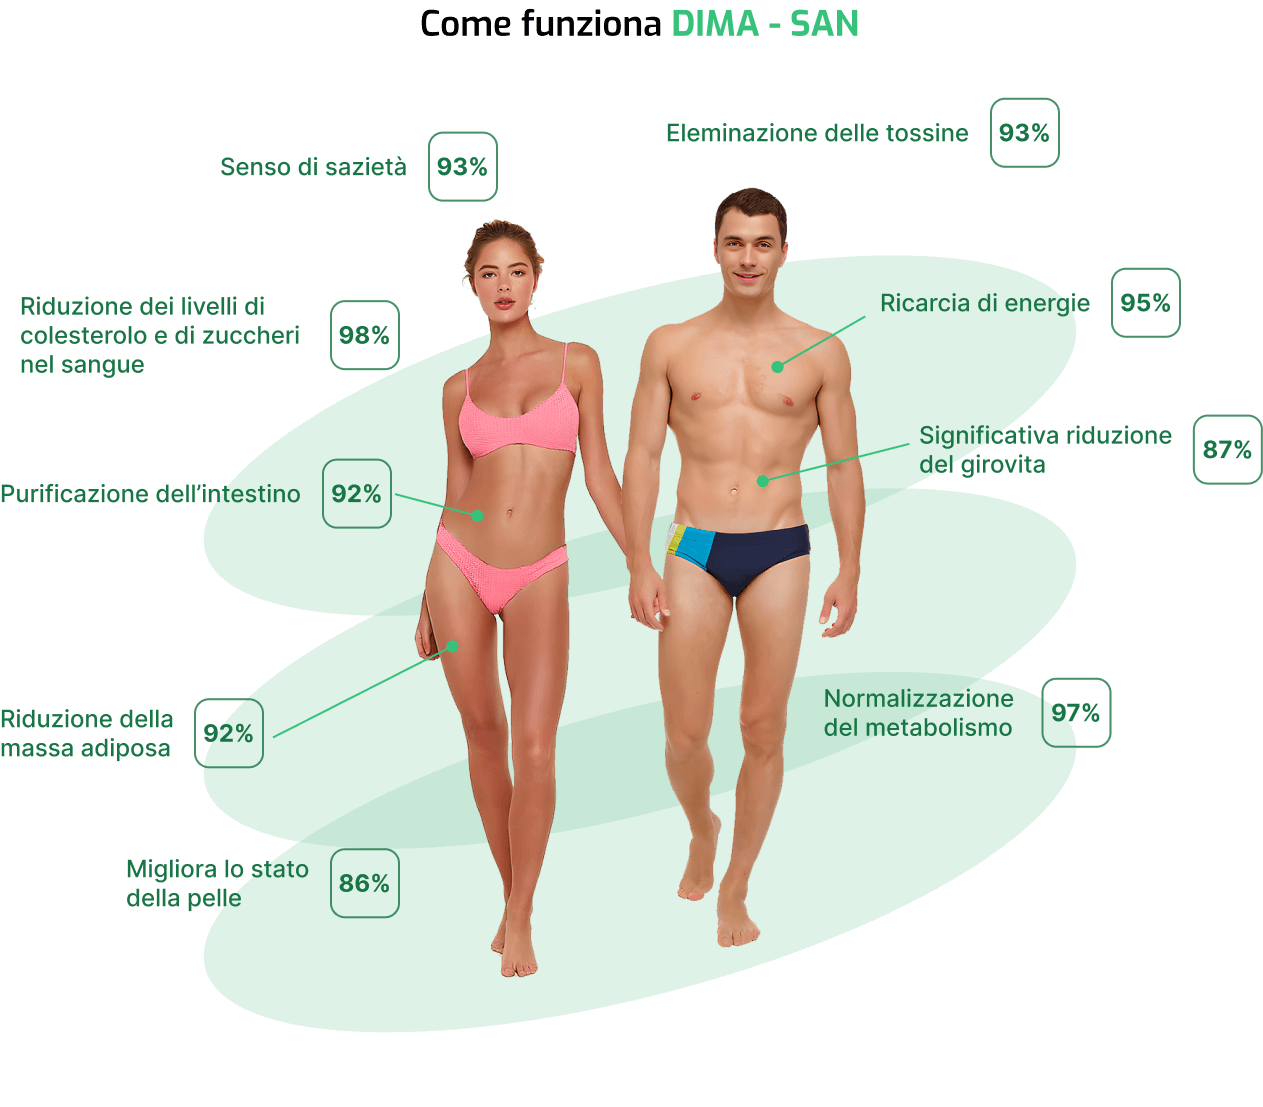 Come funziona DIMA - SAN
Eleminazione delle tossine
93%
Senso di sazietà
93%
Ricarcia di energie
95%
Riduzione dei livelli di
colesterolo e di zuccheri
nel sangue
98%
Significativa riduzione
del girovita
87%
Purificazione dell’intestino
92%
Normalizzazione
del metabolismo
97%
Riduzione della
massa adiposa
92%
Migliora lo stato
della pelle
86%